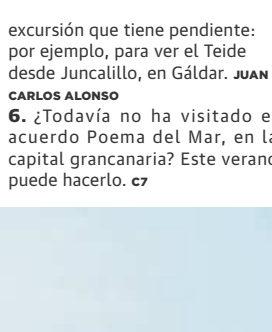 excursión que tiene pendiente:
por ejemplo, para ver el Teide
desde Juncalillo, en Gáldar. JUAN
CARLOS ALONSO
6. ¿Todavía no ha visitado e
acuerdo Poema del Mar, en la
capital grancanaria? Este verano
puede hacerlo. C7